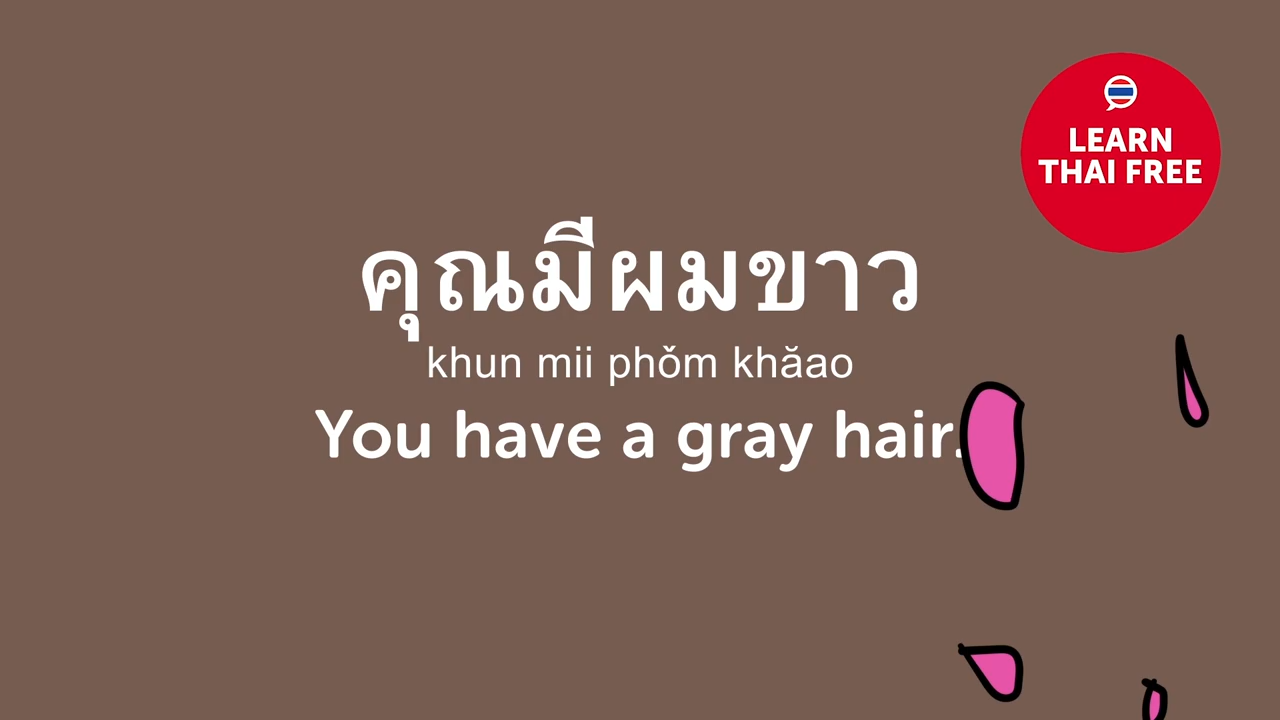 LEARN
THAI FREE
คุณมีผมขาว
khun mii phǒm khǎao
You have a gray hair.